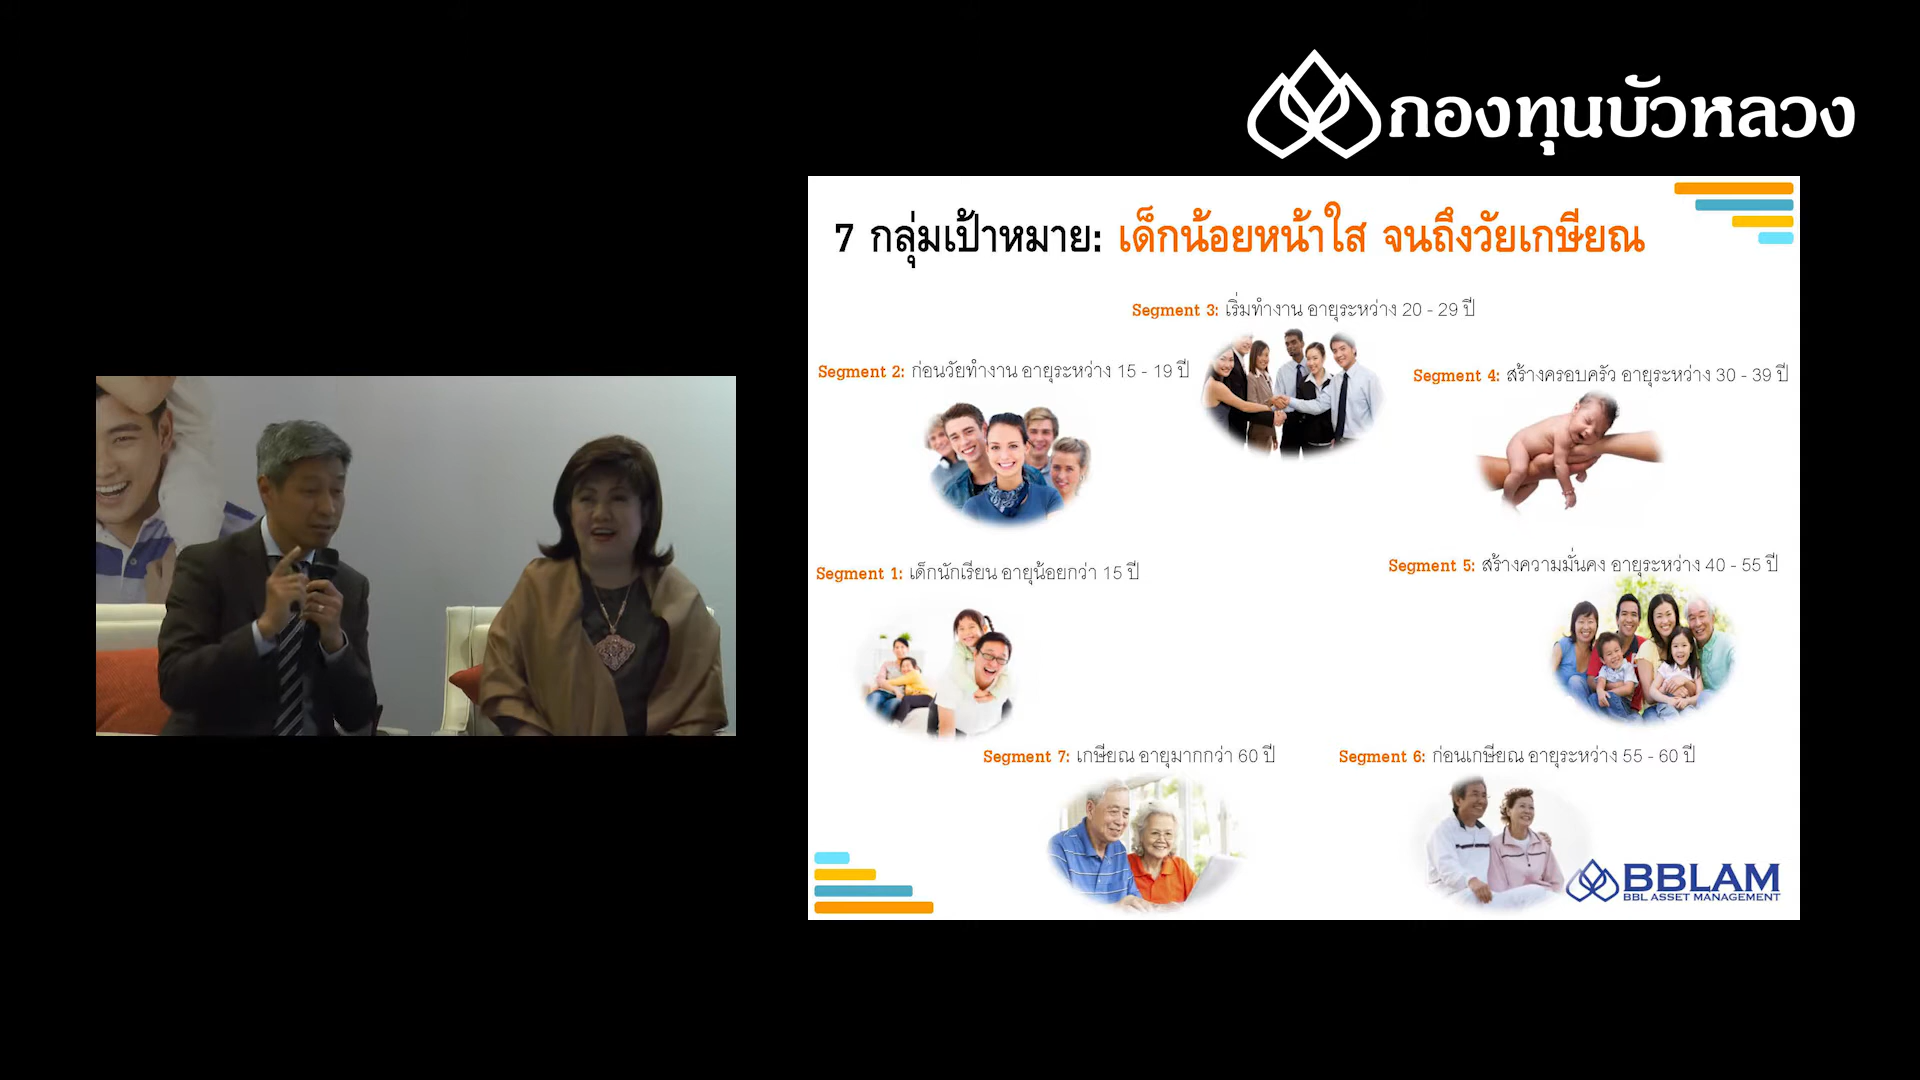 กองทุนบัวหลวง
7 กลุ่มเป้าหมาย: เด็กน้อยหน้าใส จนถึงวัยเกษียณ
Segment 3: เริ่มทำงาน อายุระหว่าง 20 - 29 ปี
Segment 2: ก่อนวัยทำงาน อายุระหว่าง 15 - 19 ปี
Segment 4: สร้างครอบครัว อายุระหว่าง 30 - 39 ปี
Segment 1: เด็กนักเรียน อายุน้อยกว่า 15 ปี
Segment 5: สร้างความมั่นคง อายุระหว่าง 40 - 55 ปี
Segment 7: เกษียณ อายุมากกว่า 60 ปี
Segment 6: ก่อนเกษียณ อายุระหว่าง 55 - 60 ปี
BBLAM
BBL ASSET MANAGEMENT